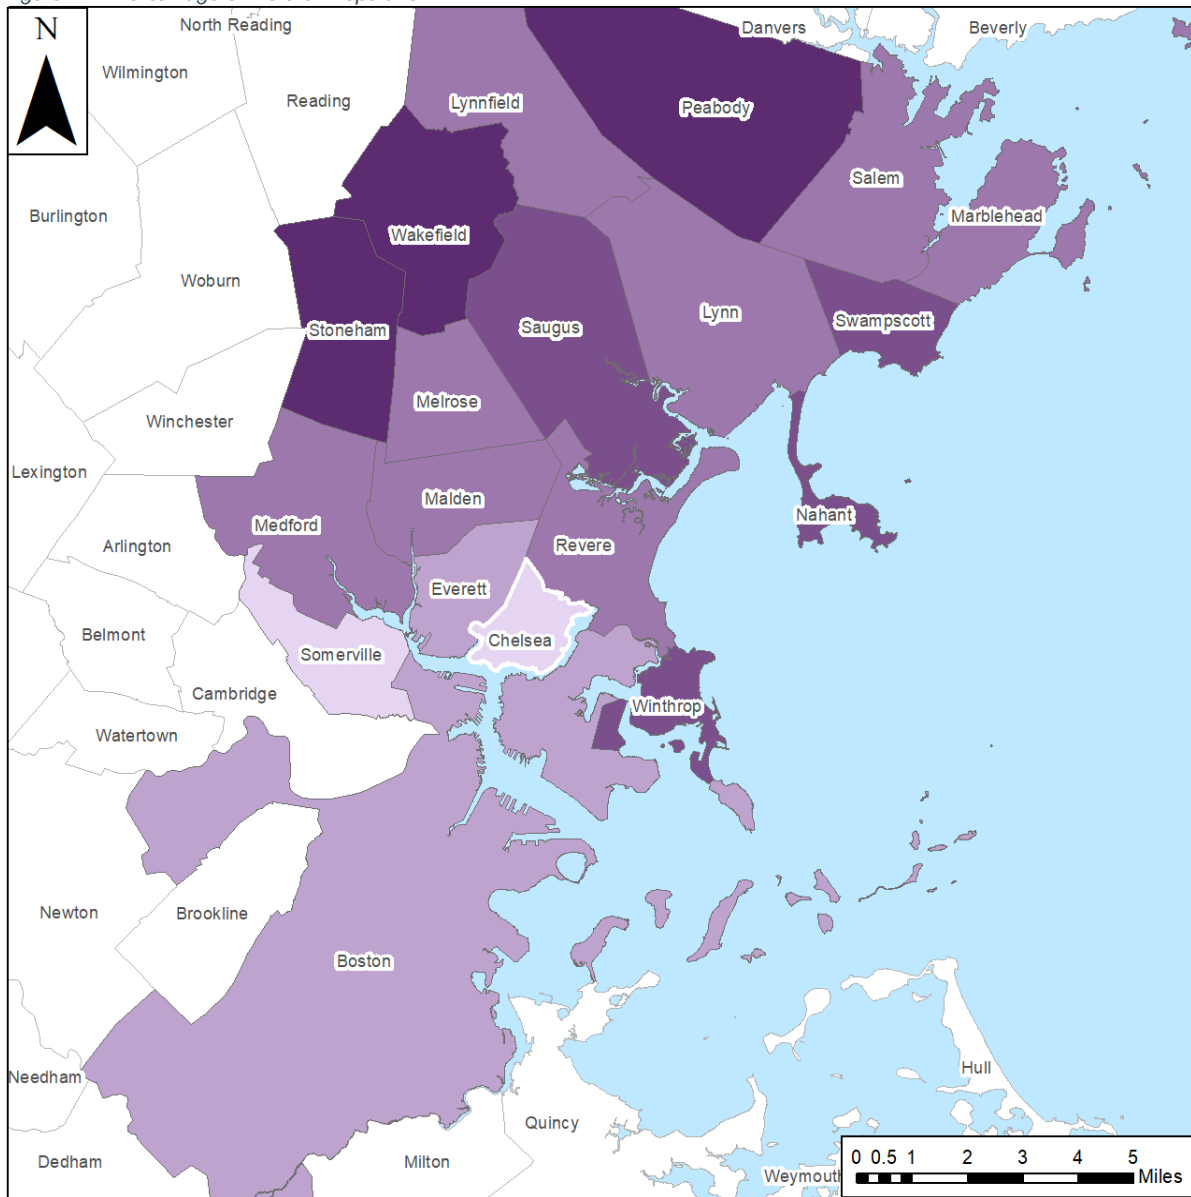 North Reading
Danvers
Beverly
N
Wilmington
Reading
Lynnfield
Peabody
Salem
Burlington
Marblehead
Wakefield
Woburn
Lynn
Swampscott
Stoneham
Saugus
Melrose
Winchester
Lexington
Malden
Nahant
Medford
Arlington
Revere
Everett
Belmont
Chelsea
Somerville
Cambridge
Winthrop
Watertown
Newton
Brookline
Boston
Hull
Needham
Quincy
Dedham
Milton
Weymouth
0 0.5 1 2 3 4 5
Miles